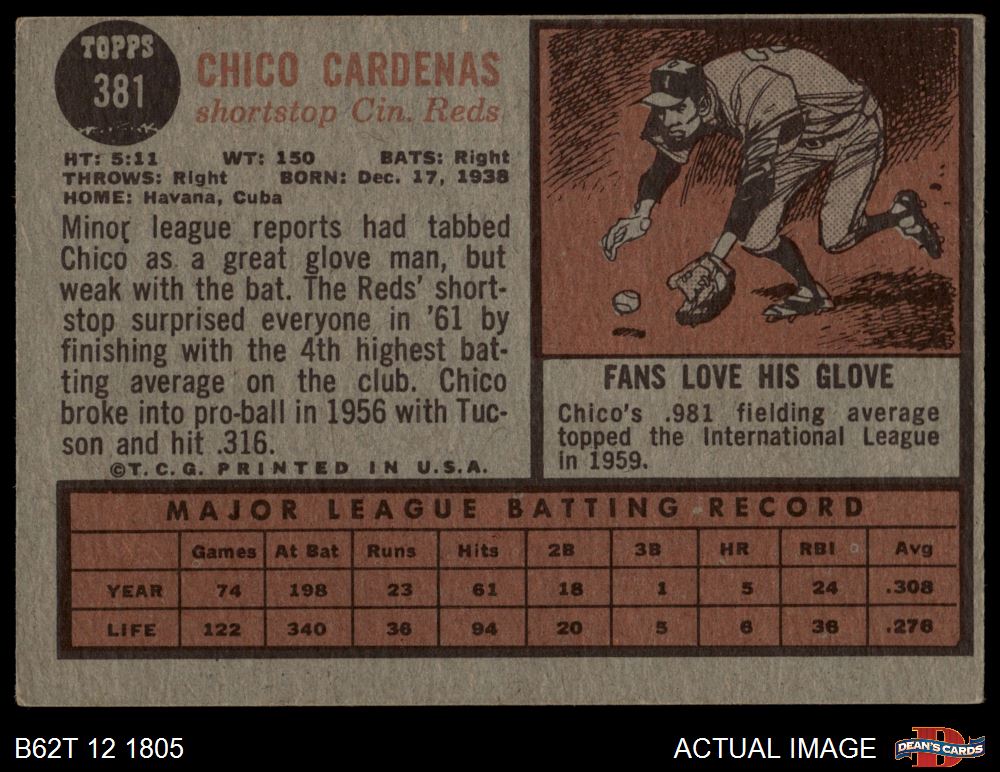 TOPPS
381
CHICO CARDENAS
shortstop Cin. Reds
HT: 5:11 WT: 150 BATS: Right
THROWS: Right BORN: Dec. 17, 1938
HOME: Havana, Cuba
Minor league reports had tabbed
Chico as a great glove man, but
weak with the bat. The Reds' short-
stop surprised everyone in '61 by
finishing with the 4th highest bat-
ting average on the club. Chico
broke into pro-ball in 1956 with Tuc-
son and hit .316.
©T.C.G. PRINTED IN U.S.A.
FANS LOVE HIS GLOVE
Chico's .981 fielding average
topped the International League
in 1959.
MAJOR LEAGUE BATTING RECORD
Games At Bat Runs Hits 2B 3B HR RBI Avg
YEAR 74 198 23 61 18 1 5 24 .308
LIFE 122 340 36 94 20 5 6 36 .276
B62T 12 1805
ACTUAL IMAGE
DEAN'S CARDS